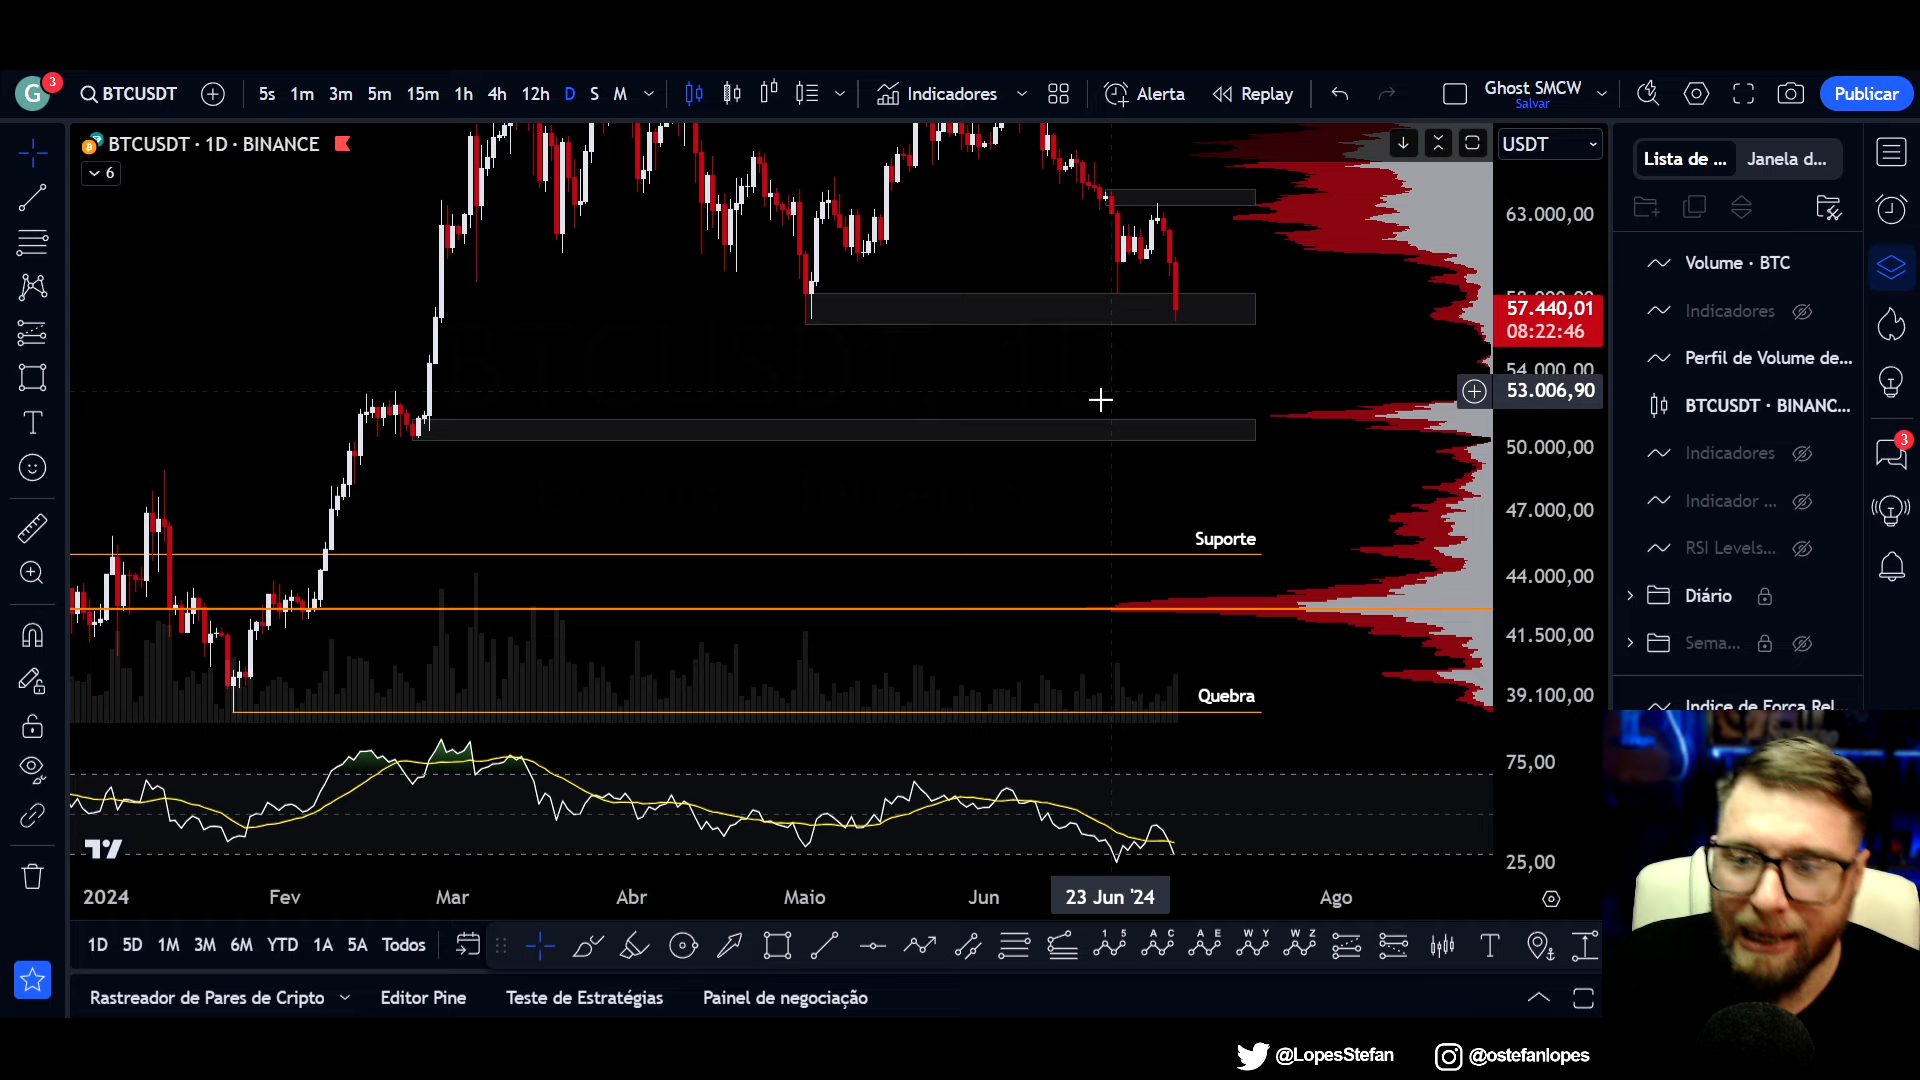 G 3 BTCUSDT 5s 1m 3m 5m 15m 1h 4h 12h D S M Indicadores Alerta Replay Ghost SMCW Publicar
Salvar
BTCUSDT · 1D · BINANCE
6
USDT
63.000,00
57.440,01
08:22:46
54.000,00
53.006,90
50.000,00
47.000,00
44.000,00
41.500,00
39.100,00
75,00
25,00
Suporte
Quebra
2024 Fev Mar Abr Maio Jun 23 Jun '24 Ago
Lista de ... Janela d...
Volume · BTC
Indicadores
Perfil de Volume de...
BTCUSDT · BINANC...
Indicadores
Indicador ...
RSI Levels...
Diário
Sema...
Indice de Força Rel...
3
1D 5D 1M 3M 6M YTD 1A 5A Todos
Rastreador de Pares de Cripto Editor Pine Teste de Estratégias Painel de negociação
@LopesStefan @ostefanlopes